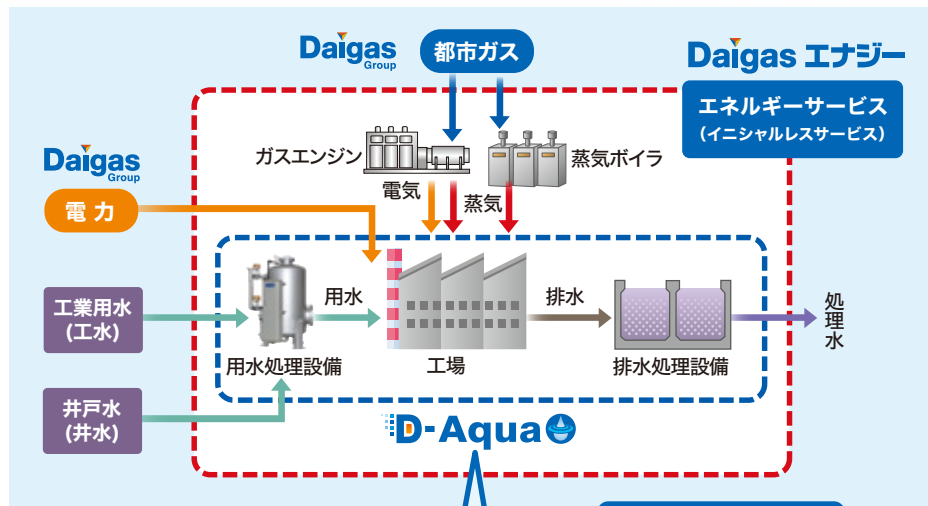 Daigas
Group
都市ガス
Daigas エナジー
エネルギーサービス
(イニシャルレスサービス)
ガスエンジン
蒸気ボイラ
電気
蒸気
Daigas
Group
電力
工業用水
(工水)
用水
排水
処理水
用水処理設備
工場
排水処理設備
井戸水
(井水)
D-Aqua